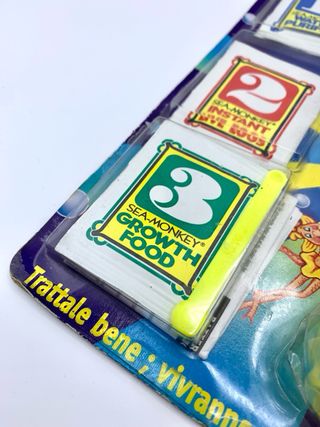 2
SEA-MONKEY®
INSTANT
LIVE EGGS
3
SEA-MONKEY®
GROWTH
FOOD
Trattale bene ; vivranno